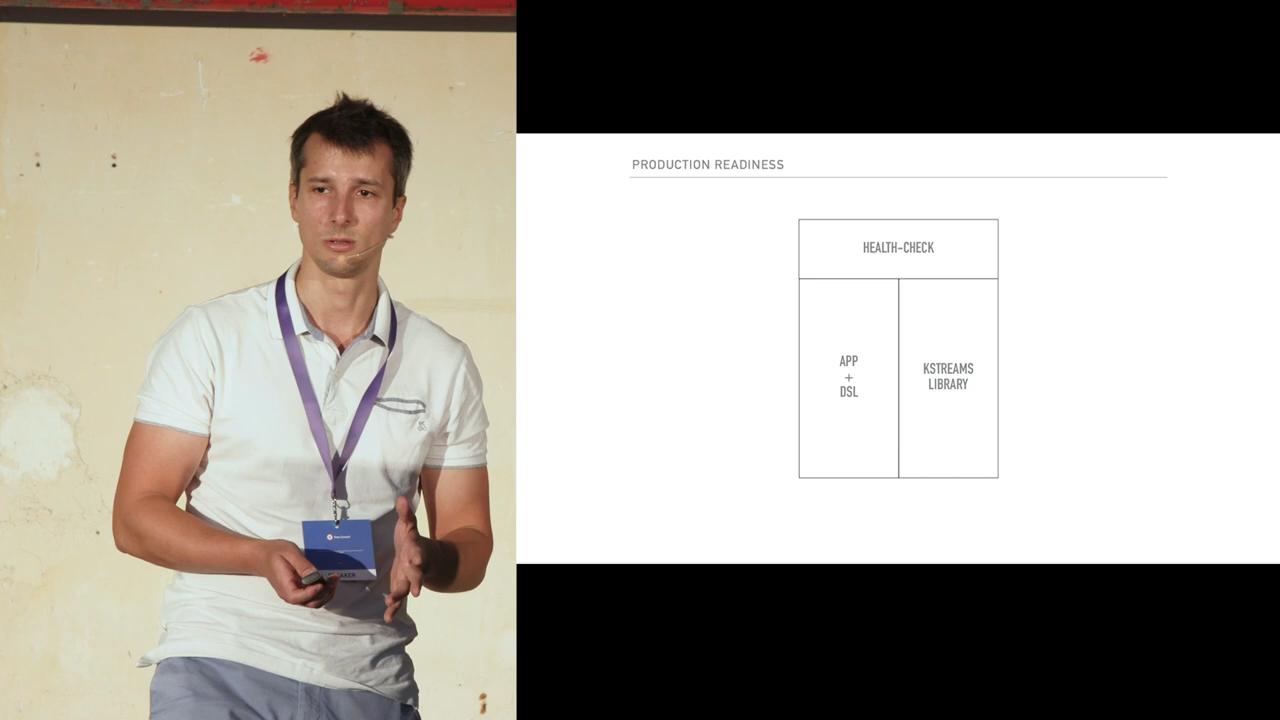 PRODUCTION READINESS
HEALTH-CHECK
APP
+
DSL
KSTREAMS
LIBRARY